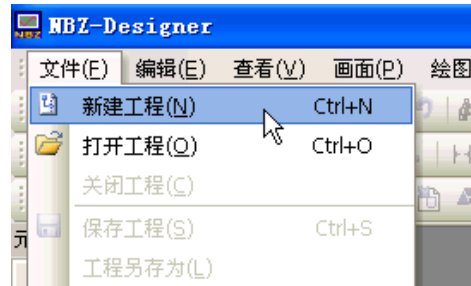 NBZ-Designer
文件(F) 编辑(E) 查看(V) 画面(P) 绘图
新建工程(N) Ctrl+N
打开工程(O) Ctrl+O
关闭工程(C)
保存工程(S) Ctrl+S
工程另存为(L)
元